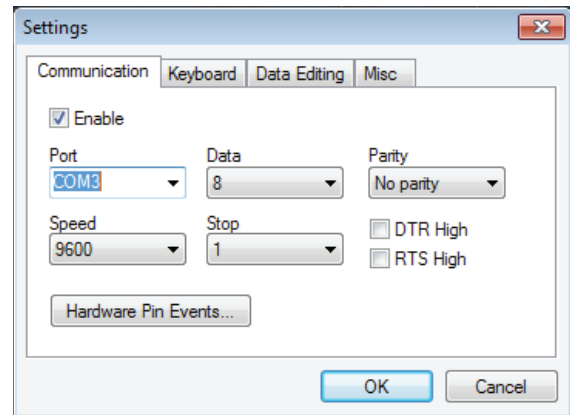 Settings
Communication Keyboard Data Editing Misc
Enable
Port Data Parity
COM3 8 No parity
Speed Stop DTR High
9600 1 RTS High
Hardware Pin Events...
OK Cancel